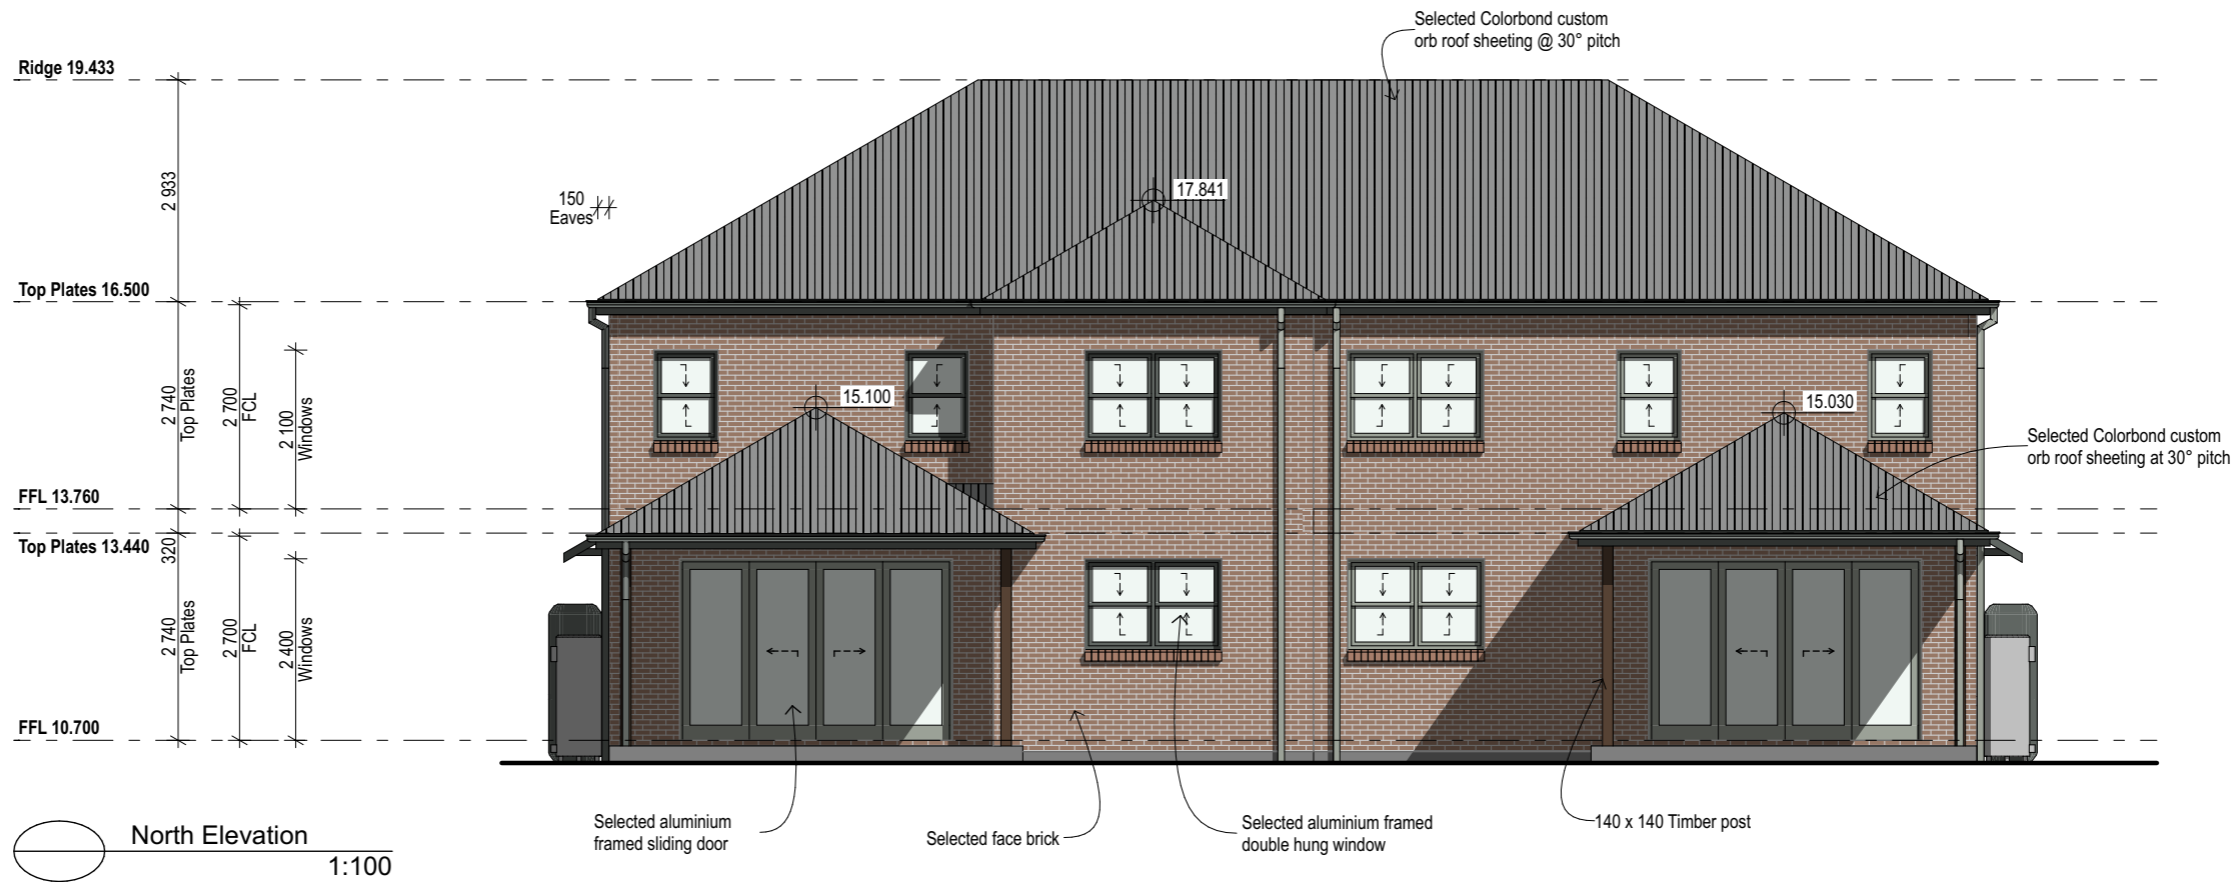 Selected Colorbond custom
orb roof sheeting @ 30° pitch
Ridge 19.433
2 933
150
Eaves
17.841
Top Plates 16.500
2 740
Top Plates
2 700
FCL
2 100
Windows
15.100
15.030
Selected Colorbond custom
orb roof sheeting at 30° pitch
FFL 13.760
320
Top Plates 13.440
2 740
Top Plates
2 700
FCL
2 400
Windows
FFL 10.700
Selected aluminium
framed sliding door
Selected face brick
Selected aluminium framed
double hung window
140 x 140 Timber post
North Elevation
1:100